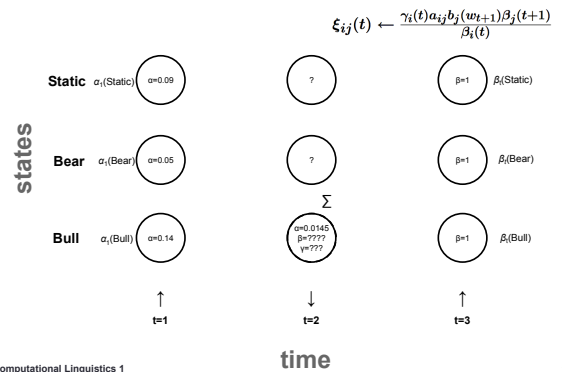 ξij(t) ← γi(t)aijbj(wt+1)βj(t+1) / βi(t)
Static α1(Static) α=0.09 ? β=1 βt(Static)
states
Bear α1(Bear) α=0.05 ? β=1 βt(Bear)
Σ
Bull α1(Bull) α=0.14 α=0.0145 β=1 βt(Bull)
β=????
γ=???
↑ ↓ ↑
t=1 t=2 t=3
time
omputational Linguistics 1